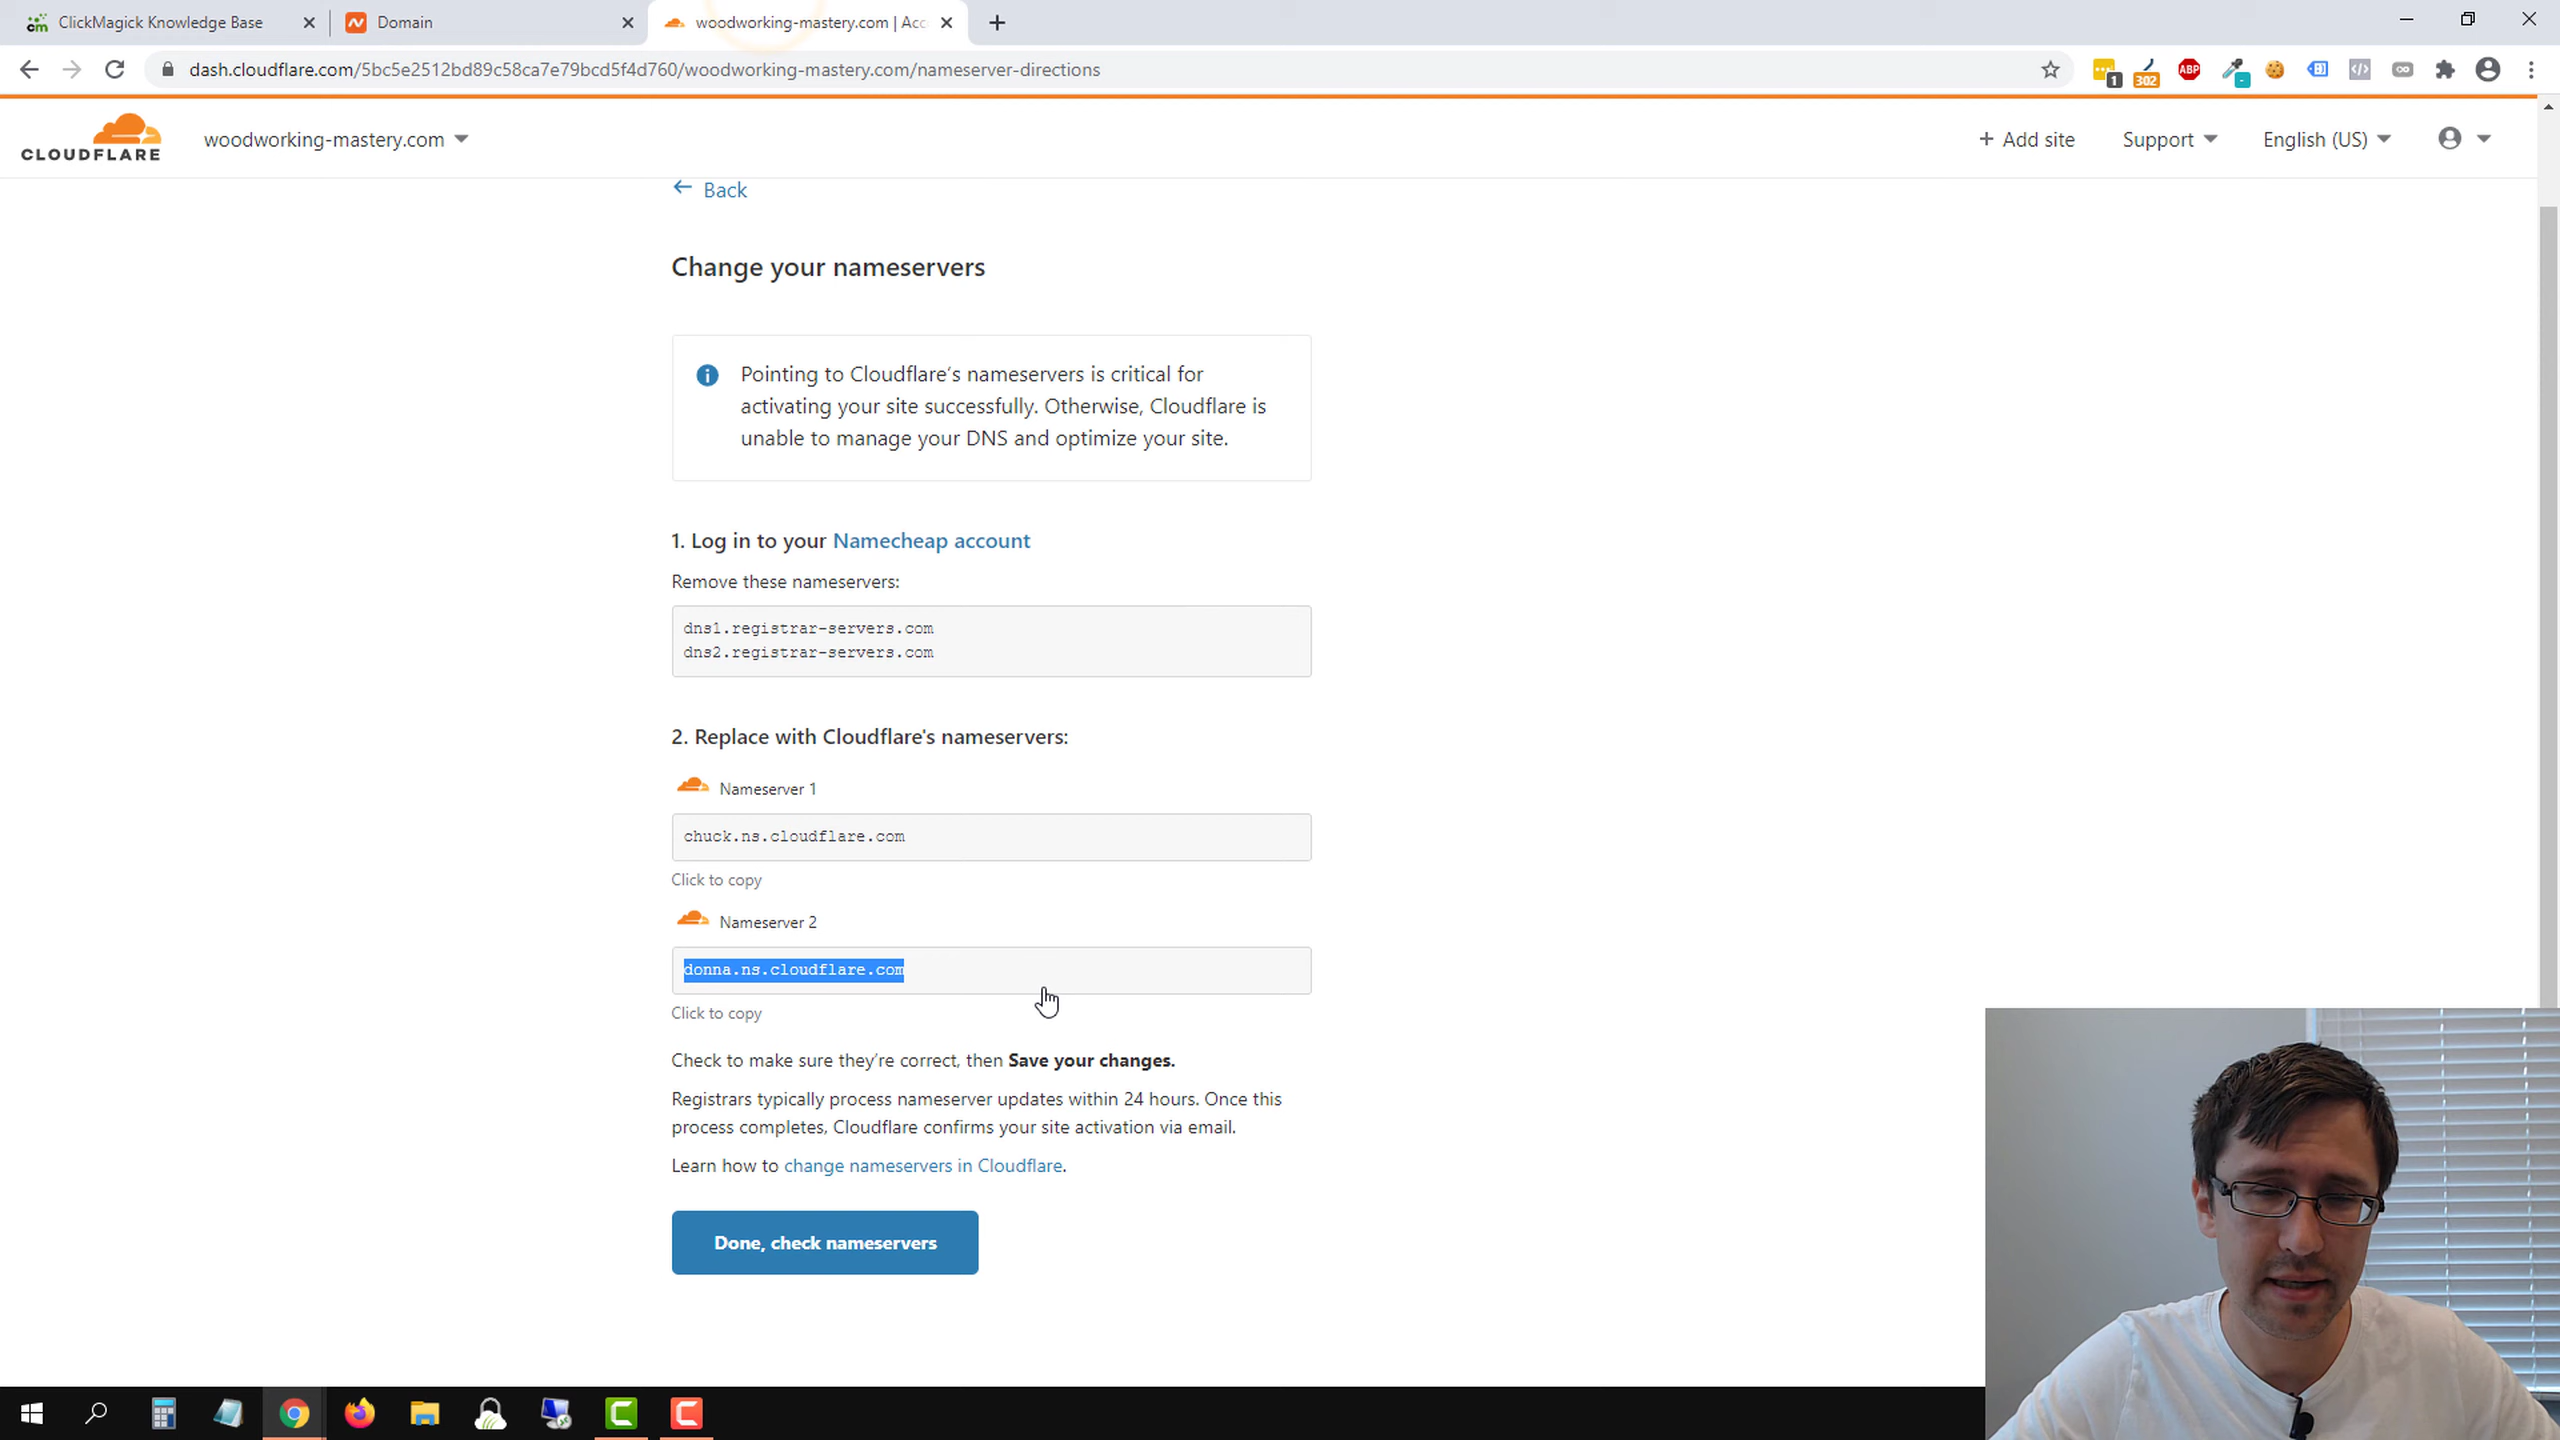 ClickMagick Knowledge Base
Domain
woodworking-mastery.com | Acc
dash.cloudflare.com/5bc5e2512bd89c58ca7e79bcd5f4d760/woodworking-mastery.com/nameserver-directions
1
302
ABP
CLOUDFLARE
woodworking-mastery.com
+ Add site
Support
English (US)
← Back
Change your nameservers
Pointing to Cloudflare's nameservers is critical for
activating your site successfully. Otherwise, Cloudflare is
unable to manage your DNS and optimize your site.
1. Log in to your Namecheap account
Remove these nameservers:
dns1.registrar-servers.com
dns2.registrar-servers.com
2. Replace with Cloudflare's nameservers:
Nameserver 1
chuck.ns.cloudflare.com
Click to copy
Nameserver 2
donna.ns.cloudflare.com
Click to copy
Check to make sure they're correct, then Save your changes.
Registrars typically process nameserver updates within 24 hours. Once this
process completes, Cloudflare confirms your site activation via email.
Learn how to change nameservers in Cloudflare.
Done, check nameservers